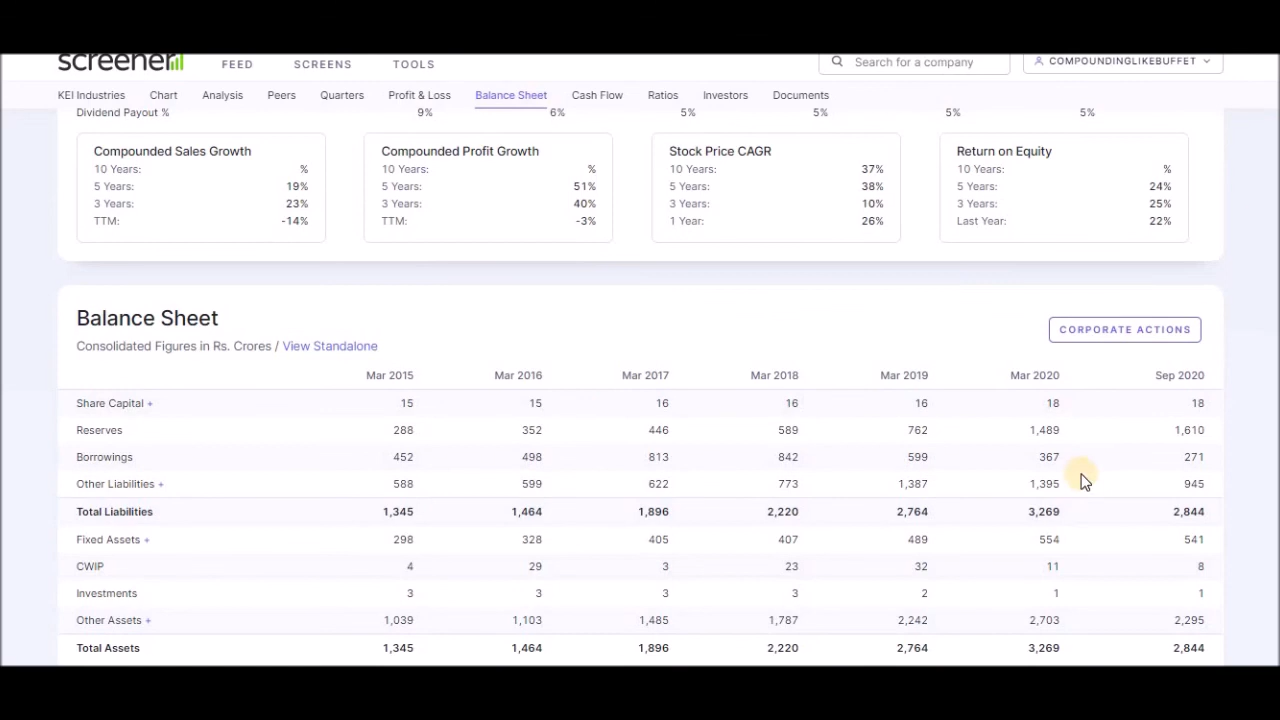 screener FEED SCREENS TOOLS Search for a company COMPOUNDINGLIKEBUFFET
KEI Industries Chart Analysis Peers Quarters Profit & Loss Balance Sheet Cash Flow Ratios Investors Documents
Dividend Payout % 9% 6% 5% 5% 5% 5%
Compounded Sales Growth
10 Years: %
5 Years: 19%
3 Years: 23%
TTM: -14%
Compounded Profit Growth
10 Years: %
5 Years: 51%
3 Years: 40%
TTM: -3%
Stock Price CAGR
10 Years: 37%
5 Years: 38%
3 Years: 10%
1 Year: 26%
Return on Equity
10 Years: %
5 Years: 24%
3 Years: 25%
Last Year: 22%
Balance Sheet
Consolidated Figures in Rs. Crores / View Standalone
CORPORATE ACTIONS
Mar 2015 Mar 2016 Mar 2017 Mar 2018 Mar 2019 Mar 2020 Sep 2020
Share Capital + 15 15 16 16 16 18 18
Reserves 288 352 446 589 762 1,489 1,610
Borrowings 452 498 813 842 599 367 271
Other Liabilities + 588 599 622 773 1,387 1,395 945
Total Liabilities 1,345 1,464 1,896 2,220 2,764 3,269 2,844
Fixed Assets + 298 328 405 407 489 554 541
CWIP 4 29 3 23 32 11 8
Investments 3 3 3 3 2 1 1
Other Assets + 1,039 1,103 1,485 1,787 2,242 2,703 2,295
Total Assets 1,345 1,464 1,896 2,220 2,764 3,269 2,844